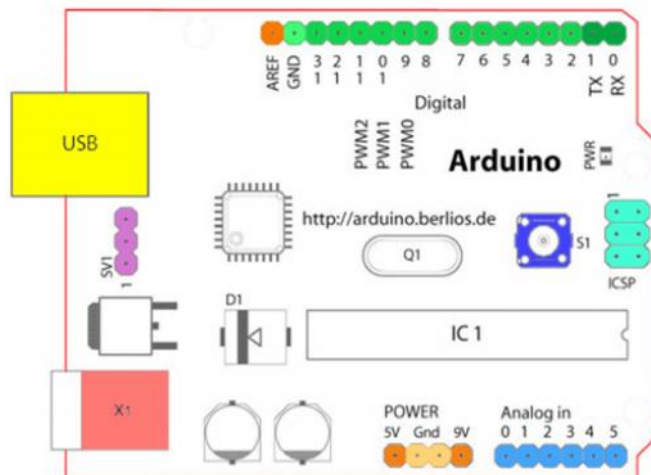 AREF GND 13 12 11 10 9 8 7 6 5 4 3 2 1 0
TX RX
Digital
USB
PWM2 PWM1 PWM0
Arduino
PWR
1
http://arduino.berlios.de
SV1
1
Q1
S1
ICSP
D1
IC 1
X1
POWER
5V Gnd 9V
Analog in
0 1 2 3 4 5